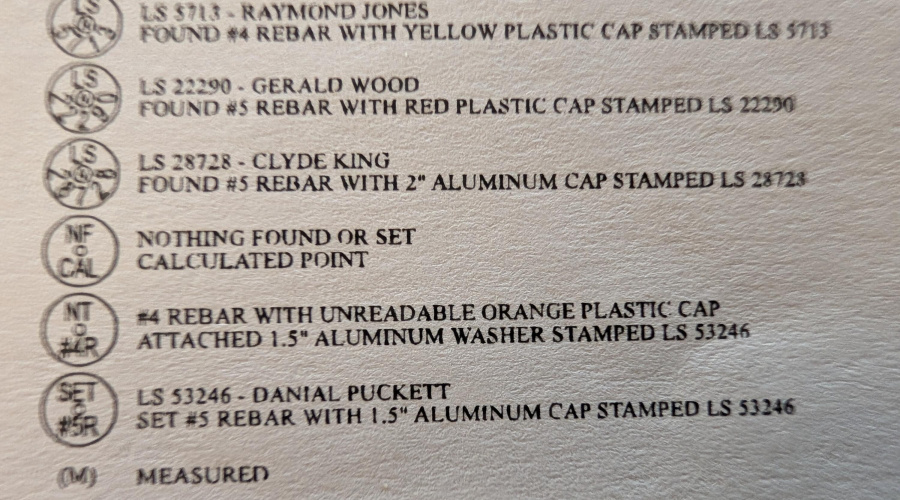 LS 5713 - RAYMOND JONES
FOUND #4 REBAR WITH YELLOW PLASTIC CAP STAMPED LS 5713
LS
LS 22290 - GERALD WOOD
FOUND #5 REBAR WITH RED PLASTIC CAP STAMPED LS 22290
LS
LS 28728 - CLYDE KING
FOUND #5 REBAR WITH 2" ALUMINUM CAP STAMPED LS 28728
NF
CAL
NOTHING FOUND OR SET
CALCULATED POINT
NT
#4R
#4 REBAR WITH UNREADABLE ORANGE PLASTIC CAP
ATTACHED 1.5" ALUMINUM WASHER STAMPED LS 53246
SET
#5R
LS 53246 - DANIAL PUCKETT
SET #5 REBAR WITH 1.5" ALUMINUM CAP STAMPED LS 53246
(M) MEASURED